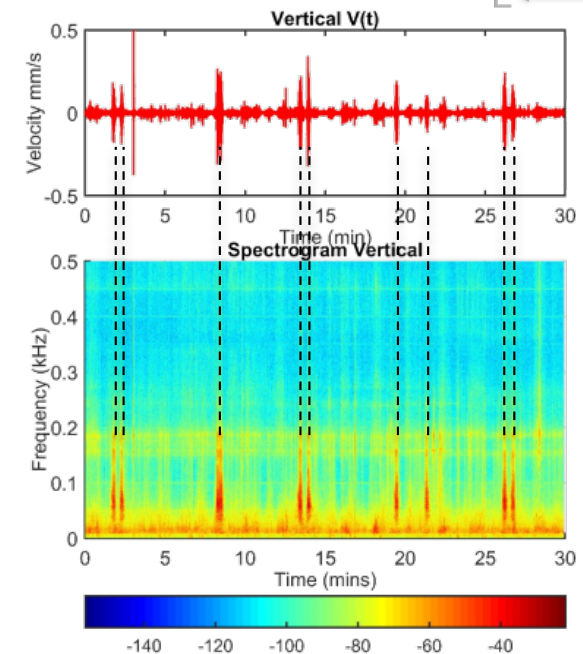 Vertical V(t)
Velocity mm/s
0.5
0
-0.5
0 5 10 15 20 25 30
Time (min)
Spectrogram Vertical
Frequency (kHz)
0.5
0.4
0.3
0.2
0.1
0
0 5 10 15 20 25 30
Time (mins)
-140 -120 -100 -80 -60 -40